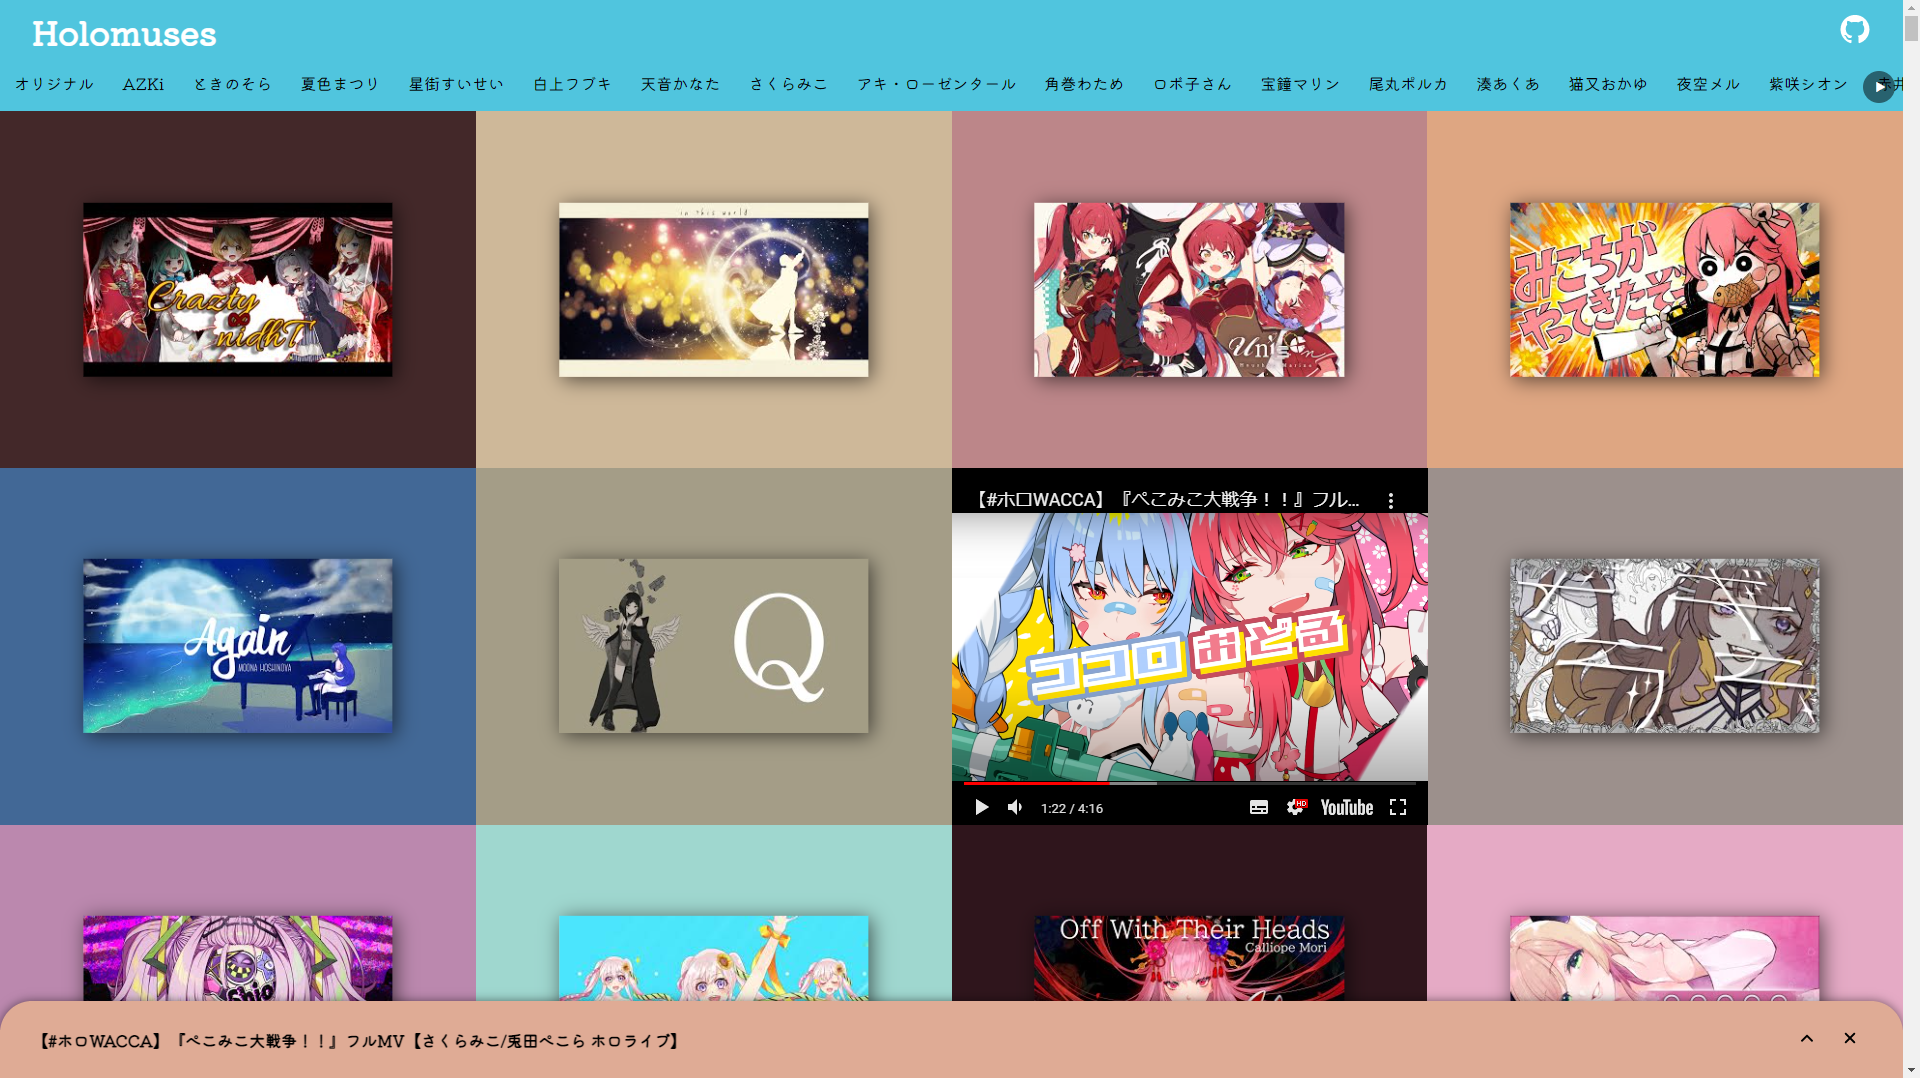 Holomuses
オリジナル AZKi ときのそら 夏色まつり 星街すいせい 白上フブキ 天音かなた さくらみこ アキ・ローゼンタール 角巻わため ロボ子さん 宝鐘マリン 尾丸ポルカ 湊あくあ 猫又おかゆ 夜空メル 紫咲シオン 赤井
Crazty
nidhT
in this world
Unison
Houshou Marine
みこちが
やってきたぞー
Again
MOONA HOSHINOVA
Q
【#ホロWACCA】『ぺこみこ大戦争！！』フル...
ココロおどる
1:22 / 4:16
HD
YouTube
Shio
Off With Their Heads
Calliope Mori
【#ホロWACCA】『ぺこみこ大戦争！！』フルMV【さくらみこ/兎田ぺこら ホロライブ】